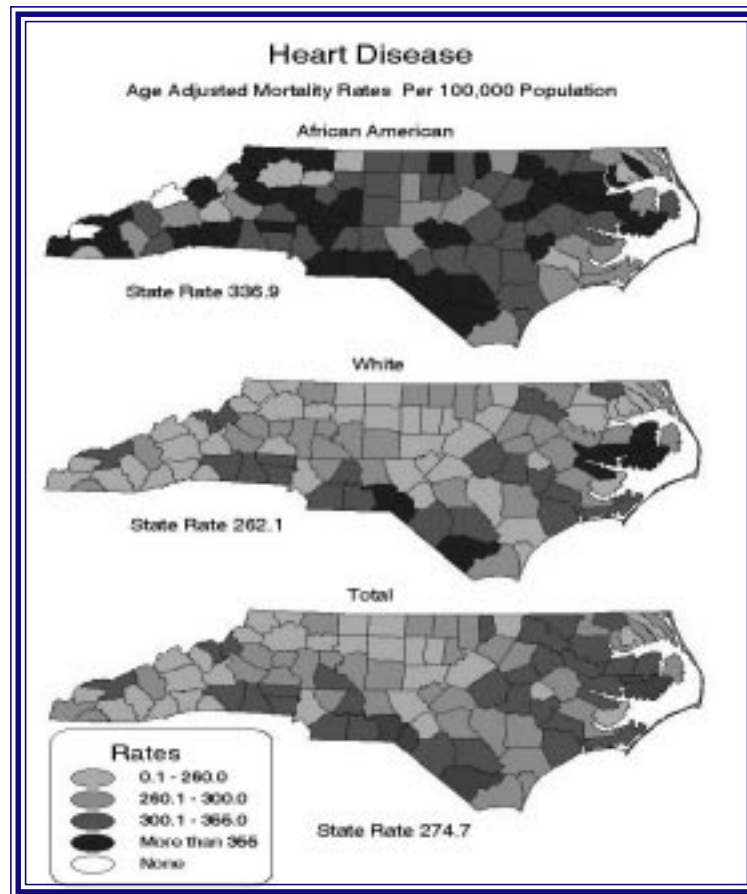 Heart Disease
Age Adjusted Mortality Rates Per 100,000 Population
African American
State Rate 336.9
White
State Rate 262.1
Total
Rates
0.1 - 260.0
260.1 - 300.0
300.1 - 355.0
More than 355
None
State Rate 274.7